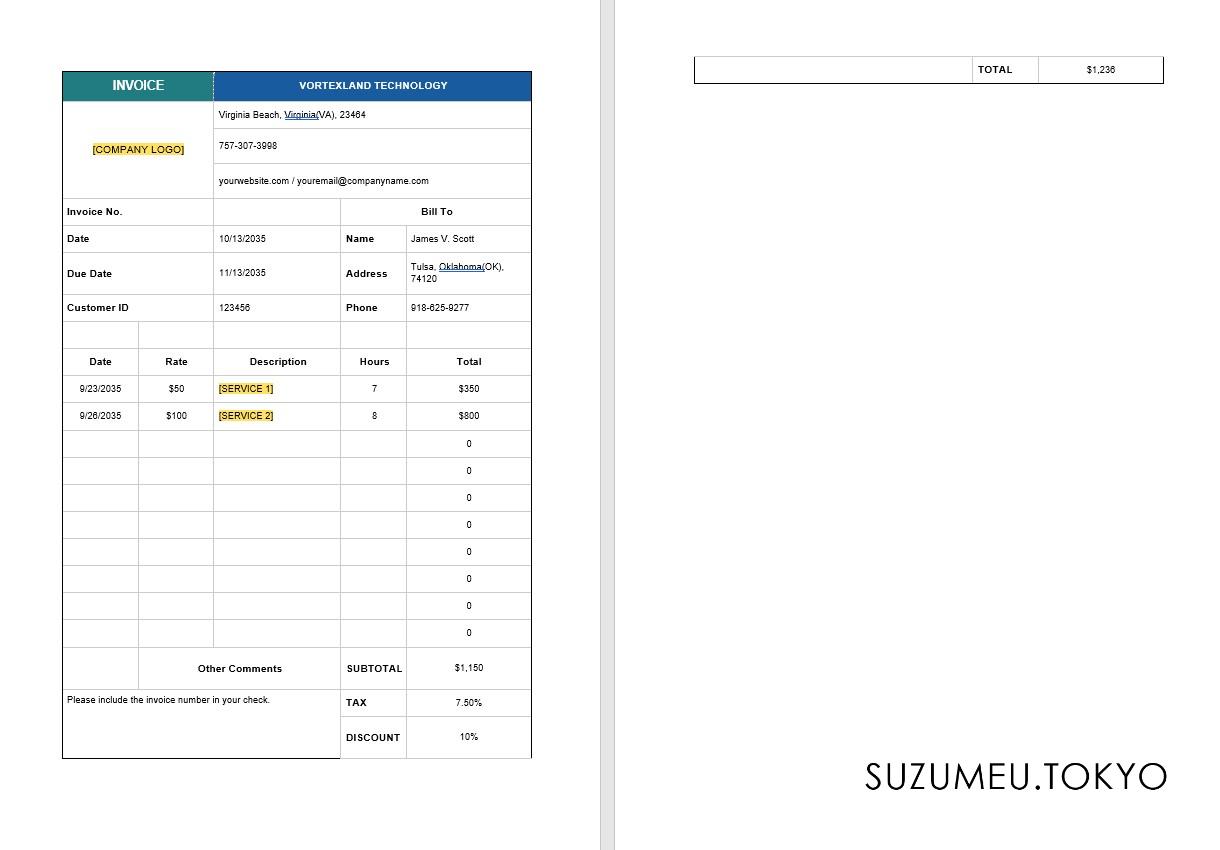 INVOICE VORTEXLAND TECHNOLOGY
[COMPANY LOGO]
Virginia Beach, Virginia(VA), 23464
757-307-3998
yourwebsite.com / youremail@companyname.com
Invoice No. Bill To
Date 10/13/2035 Name James V. Scott
Due Date 11/13/2035 Address Tulsa, Oklahoma(OK),
74120
Customer ID 123456 Phone 918-625-9277
Date Rate Description Hours Total
9/23/2035 $50 [SERVICE 1] 7 $350
9/26/2035 $100 [SERVICE 2] 8 $800
0
0
0
0
0
0
0
0
Other Comments SUBTOTAL $1,150
Please include the invoice number in your check. TAX 7.50%
DISCOUNT 10%
TOTAL $1,236
SUZUMEU.TOKYO